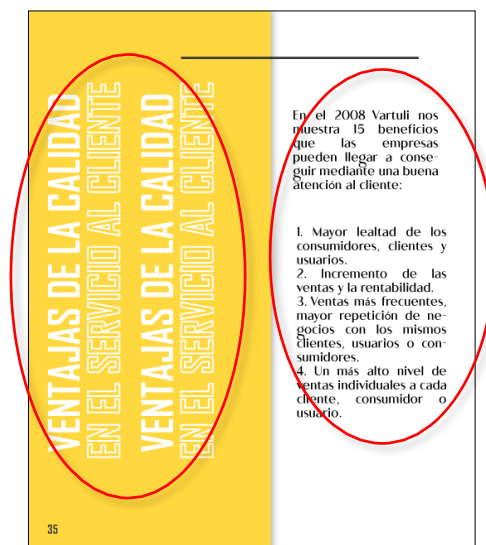 VENTAJAS DE LA CALIDAD
EN EL SERVICIO AL CLIENTE
VENTAJAS DE LA CALIDAD
EN EL SERVICIO AL CLIENTE
En el 2008 Vartuli nos
muestra 15 beneficios
que las empresas
pueden llegar a conse-
guir mediante una buena
atención al cliente:
1. Mayor lealtad de los
consumidores, clientes y
usuarios.
2. Incremento de las
ventas y la rentabilidad.
3. Ventas más frecuentes,
mayor repetición de ne-
gocios con los mismos
clientes, usuarios o con-
sumidores.
4. Un más alto nivel de
ventas individuales a cada
cliente, consumidor o
usuario.
35